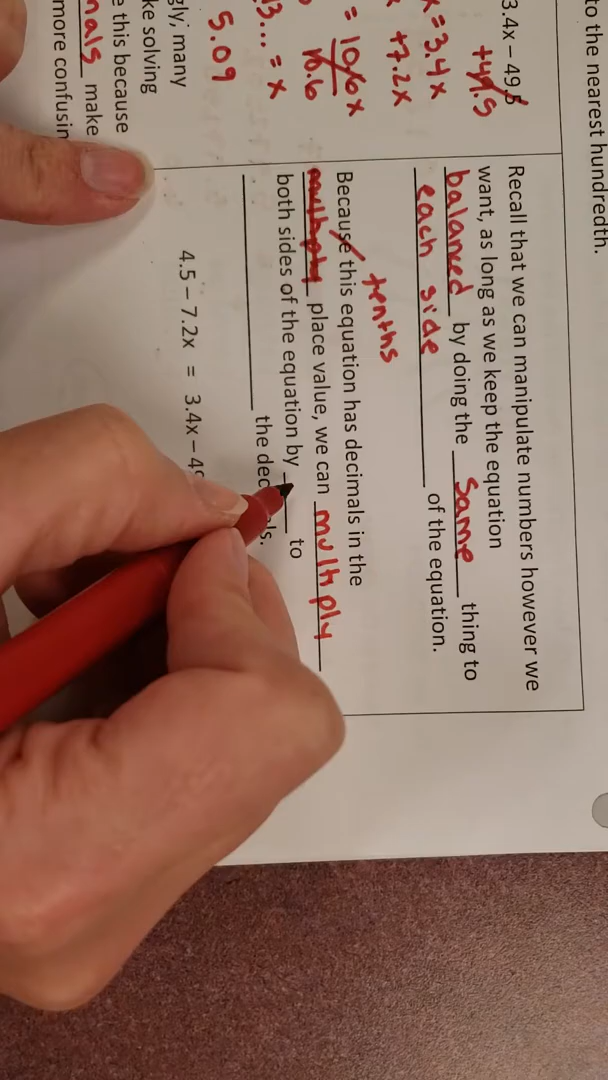 to the nearest hundredth.
3.4x – 49.5
+49.5
x = 3.4x
+7.2x
= 10.6x
10.6
3... = x
5.09
gly, many
ke solving
e this because
nals make
more confusin
Recall that we can manipulate numbers however we
want, as long as we keep the equation
balanced by doing the same thing to
each side of the equation.
tenths
Because this equation has decimals in the
multiply place value, we can multiply
both sides of the equation by to
the dec ls.
4.5 – 7.2x = 3.4x – 49